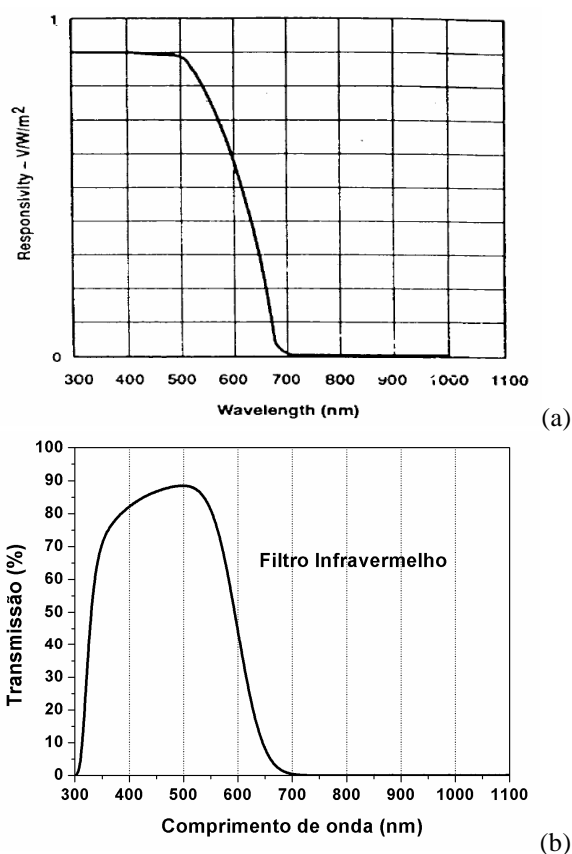 1
Responsivity - V/W/m²
0
300 400 500 600 700 800 900 1000 1100
Wavelength (nm)
(a)
100
90
80
70
60
50
40
30
20
10
0
Transmissão (%)
Filtro Infravermelho
300 400 500 600 700 800 900 1000 1100
Comprimento de onda (nm)
(b)